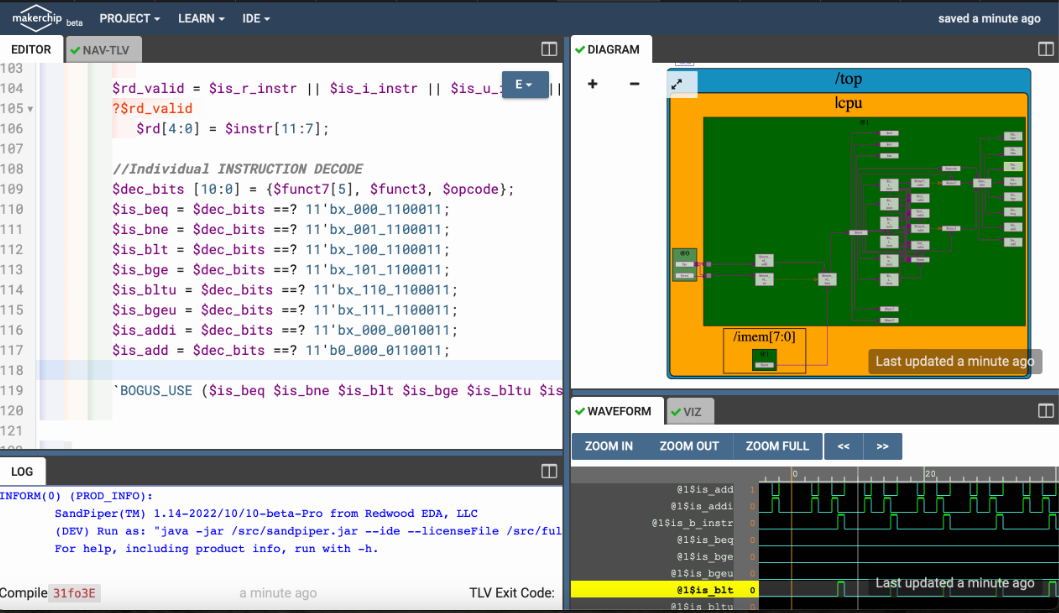 makerchip beta PROJECT LEARN IDE saved a minute ago
EDITOR NAV-TLV
103
104 $rd_valid = $is_r_instr || $is_i_instr || $is_u_i ||
E
105 ?$rd_valid
106 $rd[4:0] = $instr[11:7];
107
108 //Individual INSTRUCTION DECODE
109 $dec_bits [10:0] = {$funct7[5], $funct3, $opcode};
110 $is_beq = $dec_bits ==? 11'bx_000_1100011;
111 $is_bne = $dec_bits ==? 11'bx_001_1100011;
112 $is_blt = $dec_bits ==? 11'bx_100_1100011;
113 $is_bge = $dec_bits ==? 11'bx_101_1100011;
114 $is_bltu = $dec_bits ==? 11'bx_110_1100011;
115 $is_bgeu = $dec_bits ==? 11'bx_111_1100011;
116 $is_addi = $dec_bits ==? 11'bx_000_0010011;
117 $is_add = $dec_bits ==? 11'b0_000_0110011;
118
119 `BOGUS_USE ($is_beq $is_bne $is_blt $is_bge $is_bltu $is
120
121
LOG
INFORM(0) (PROD_INFO):
SandPiper(TM) 1.14-2022/10/10-beta-Pro from Redwood EDA, LLC
(DEV) Run as: "java -jar /src/sandpiper.jar --ide --licenseFile /src/ful
For help, including product info, run with -h.
Compile 31fo3E a minute ago TLV Exit Code:
DIAGRAM
+ -
/top
|cpu
@1
@0
/imem[7:0]
@1
Last updated a minute ago
WAVEFORM VIZ
ZOOM IN ZOOM OUT ZOOM FULL << >>
0 20
@1$is_add 1
@1$is_addi 0
@1$is_b_instr 0
@1$is_beq 0
@1$is_bge 0
@1$is_bgeu 0
@1$is_blt 0
@1$is_bltu 0
Last updated a minute ago